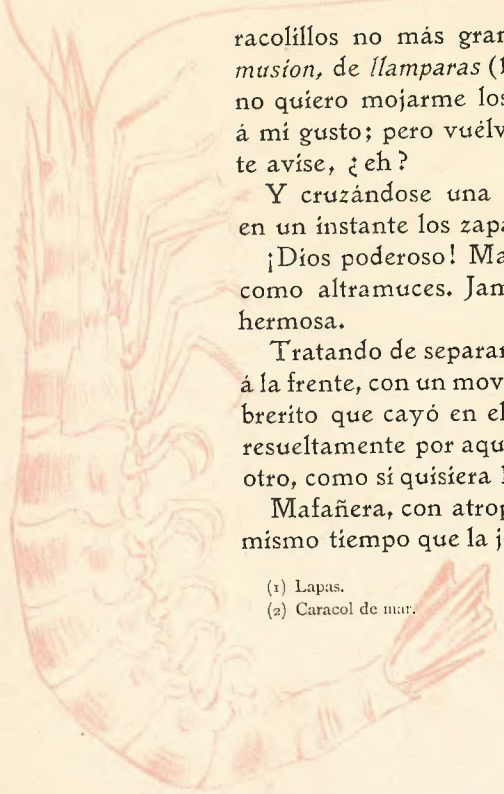 racolillos no más gran
musion, de llamparas (1
no quiero mojarme los
á mi gusto; pero vuélv
te avise, ¿eh?
Y cruzándose una
en un instante los zapa
¡Dios poderoso! Ma
como altramuces. Jam
hermosa.
Tratando de separar
á la frente, con un mov
brerito que cayó en el
resueltamente por aqu
otro, como si quisiera
Mafañera, con atrop
mismo tiempo que la j
(1) Lapas.
(2) Caracol de mar.